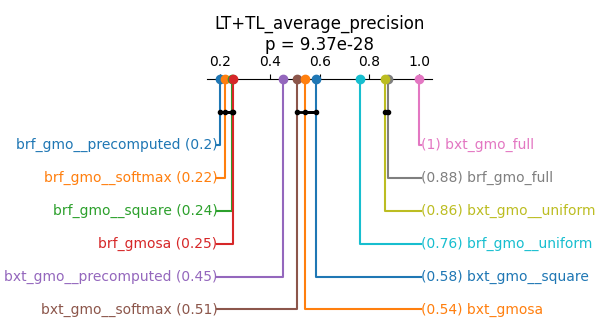 LT+TL_average_precision
p = 9.37e-28
0.2 0.4 0.6 0.8 1.0
brf_gmo__precomputed (0.2)
(1) bxt_gmo_full
brf_gmo__softmax (0.22)
(0.88) brf_gmo_full
brf_gmo__square (0.24)
(0.86) bxt_gmo__uniform
brf_gmosa (0.25)
(0.76) brf_gmo__uniform
bxt_gmo__precomputed (0.45)
(0.58) bxt_gmo__square
bxt_gmo__softmax (0.51)
(0.54) bxt_gmosa